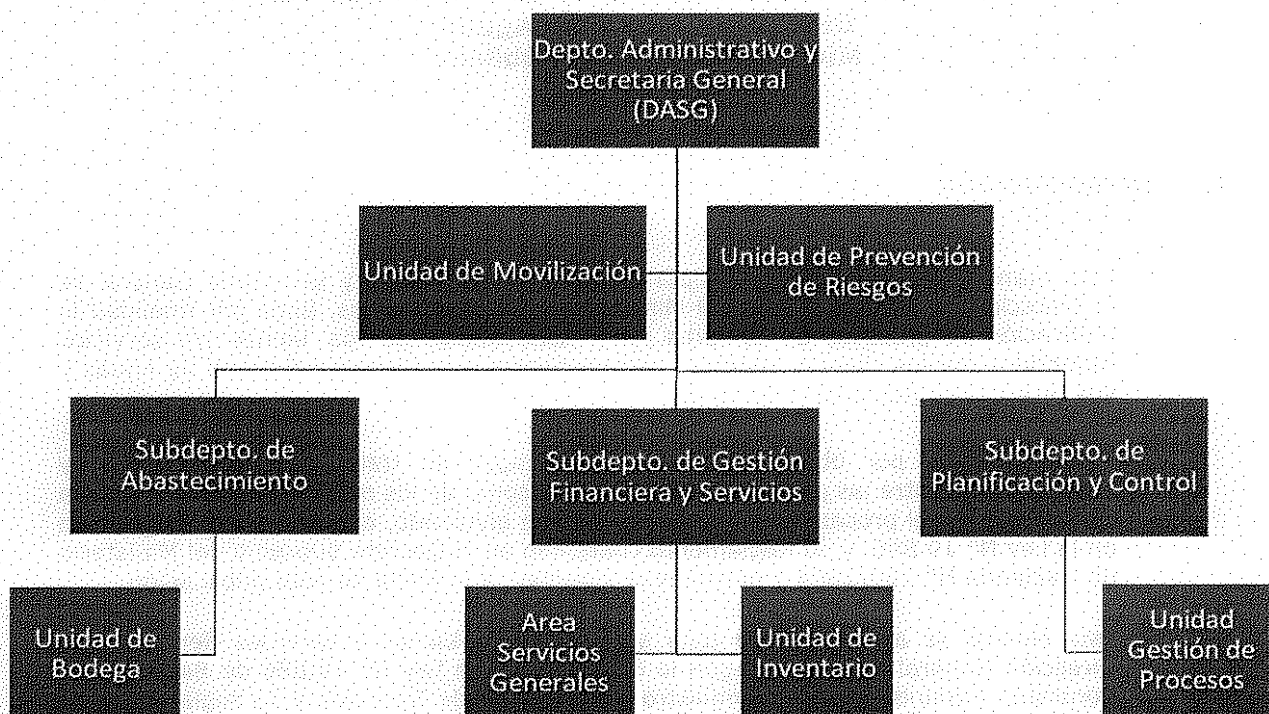 Depto. Administrativo y
Secretaria General
(DASG)
Unidad de Movilización
Unidad de Prevención
de Riesgos
Subdepto. de
Abastecimiento
Subdepto. de Gestión
Financiera y Servicios
Subdepto. de
Planificación y Control
Unidad de
Bodega
Area
Servicios
Generales
Unidad de
Inventario
Unidad
Gestión de
Procesos